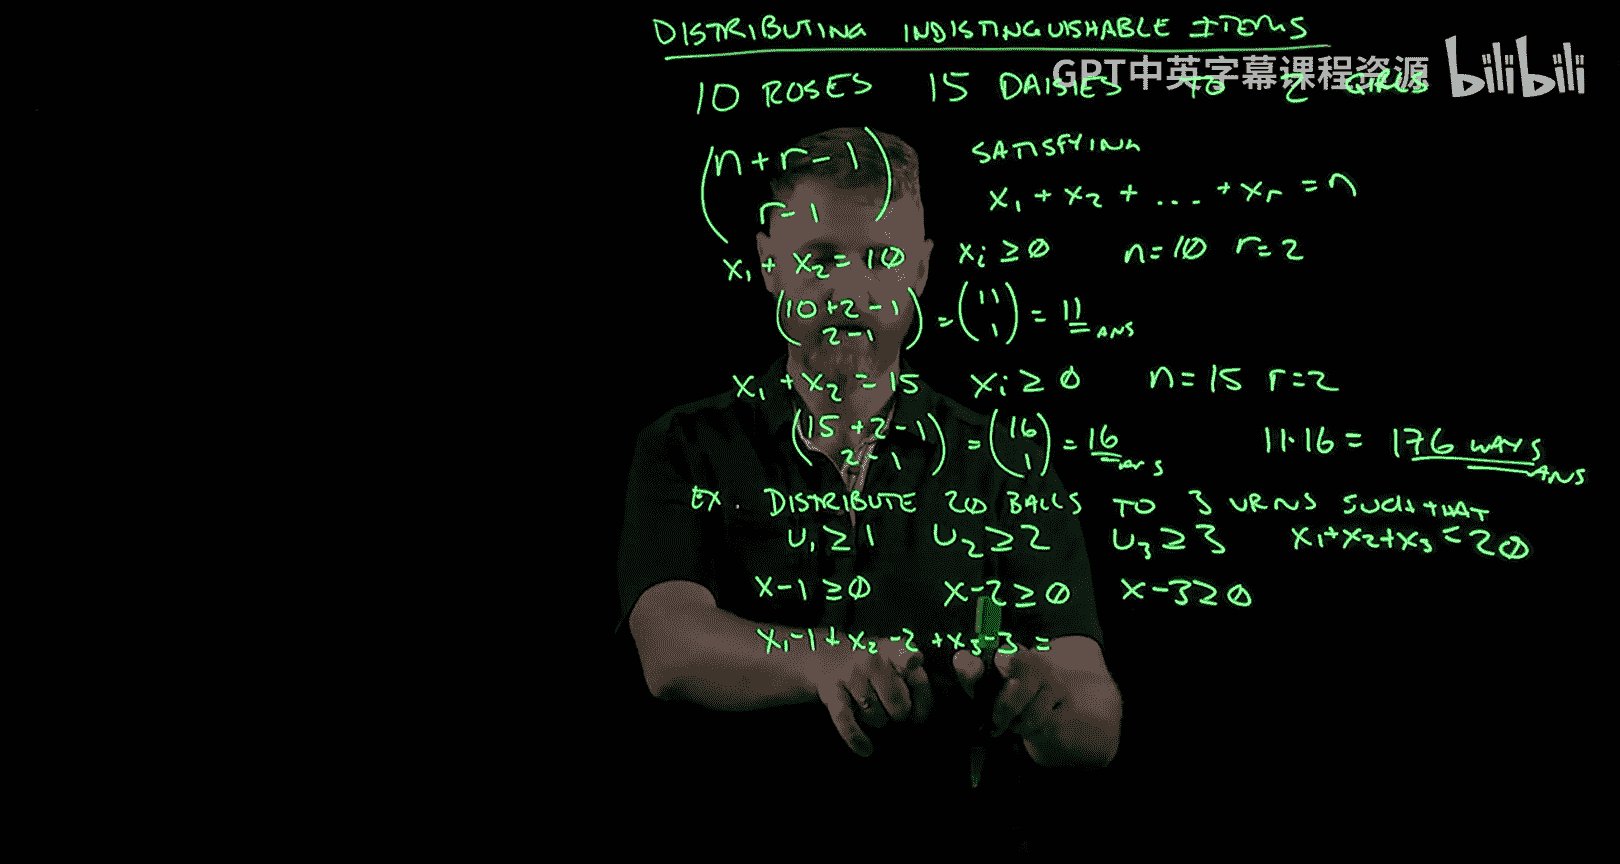 DISTRIBUTING INDISTINGUISHABLE ITEMS
GPT中英字幕课程资源 bilibili
10 ROSES 15 DAISIES TO 2 GIRLS
(n+r-1
r-1) SATISFYING
x₁ + x₂ + ... + xᵣ = n
x₁ + x₂ = 10 xᵢ ≥ 0 n=10 r=2
(10+2-1
2-1) = (11
1) = 11 ANS
x₁ + x₂ = 15 xᵢ ≥ 0 n=15 r=2
(15+2-1
2-1) = (16
1) = 16 ANS 11·16 = 176 WAYS ANS
EX. DISTRIBUTE 20 BALLS TO 3 URNS SUCH THAT
U₁ ≥ 1 U₂ ≥ 2 U₃ ≥ 3 x₁+x₂+x₃ = 20
x-1 ≥ 0 x-2 ≥ 0 x-3 ≥ 0
x₁-1 + x₂-2 + x₃-3 =